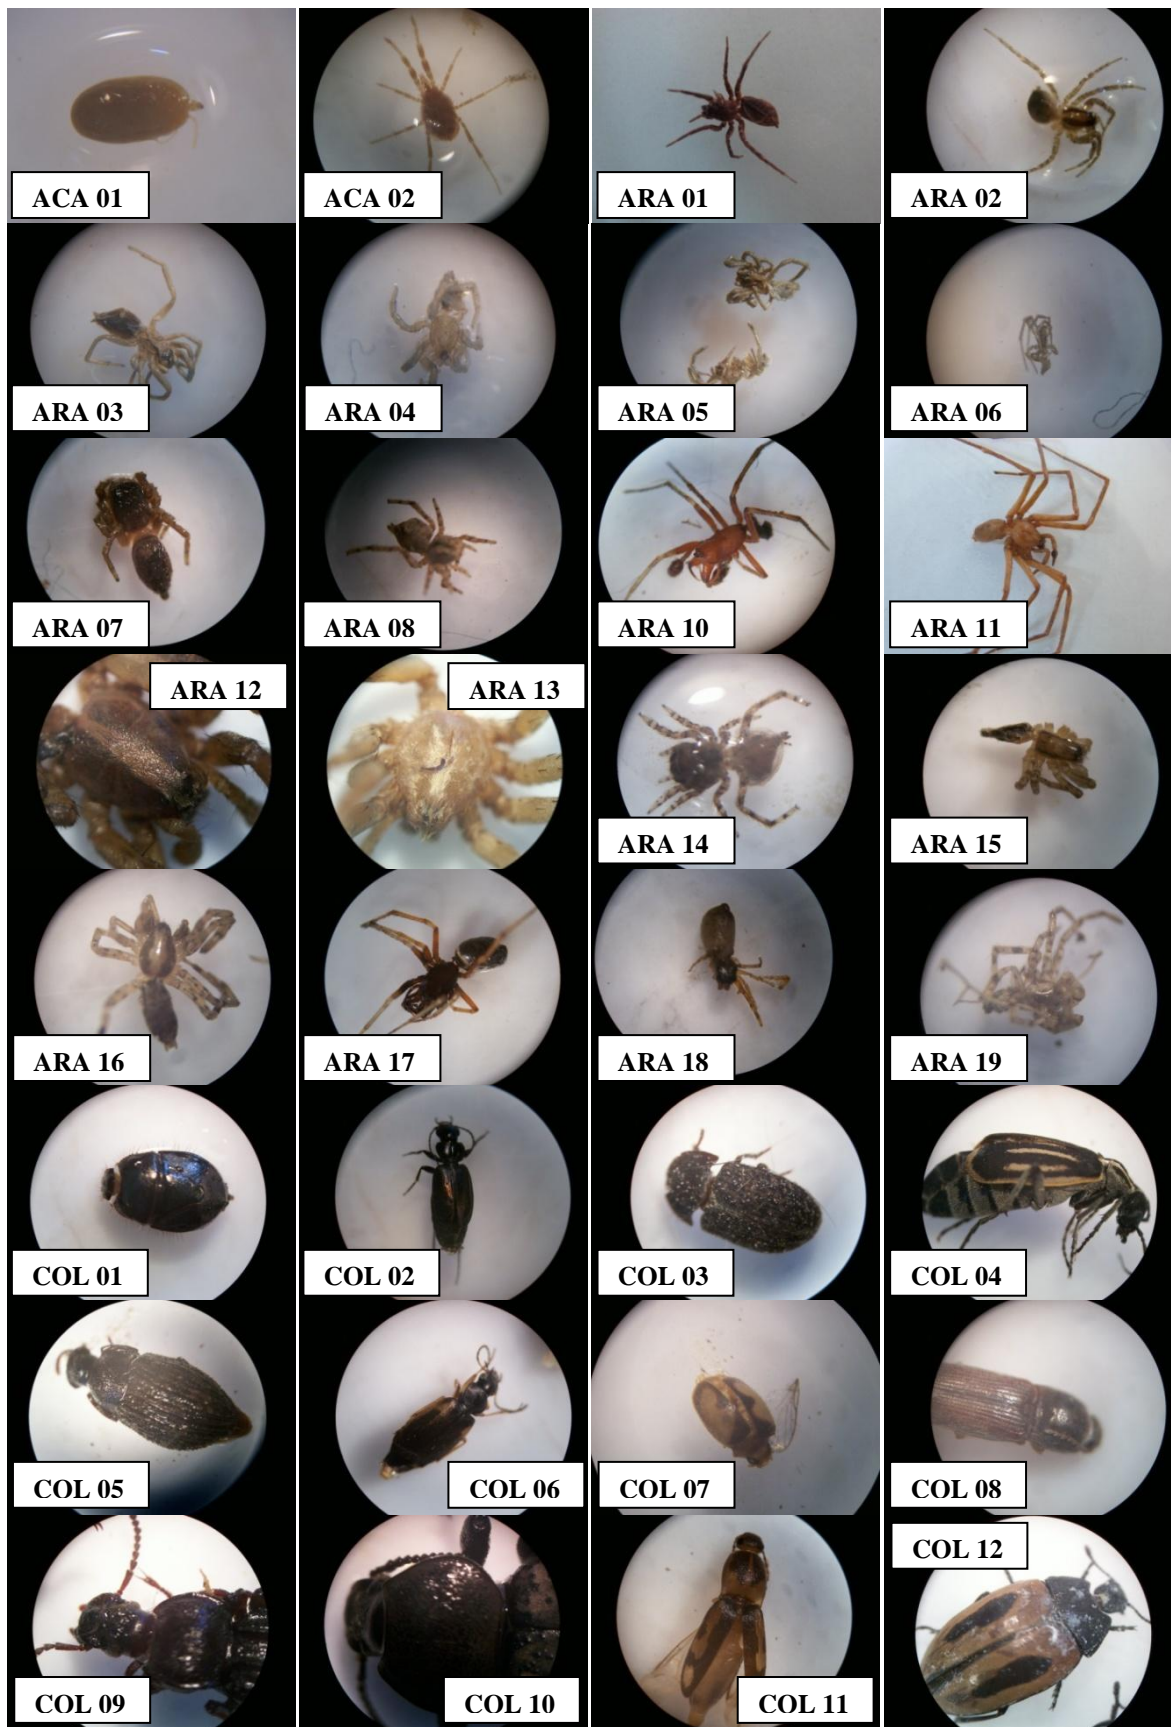 ACA 01
ACA 02
ARA 01
ARA 02
ARA 03
ARA 04
ARA 05
ARA 06
ARA 07
ARA 08
ARA 10
ARA 11
ARA 12
ARA 13
ARA 14
ARA 15
ARA 16
ARA 17
ARA 18
ARA 19
COL 01
COL 02
COL 03
COL 04
COL 05
COL 06
COL 07
COL 08
COL 09
COL 10
COL 11
COL 12